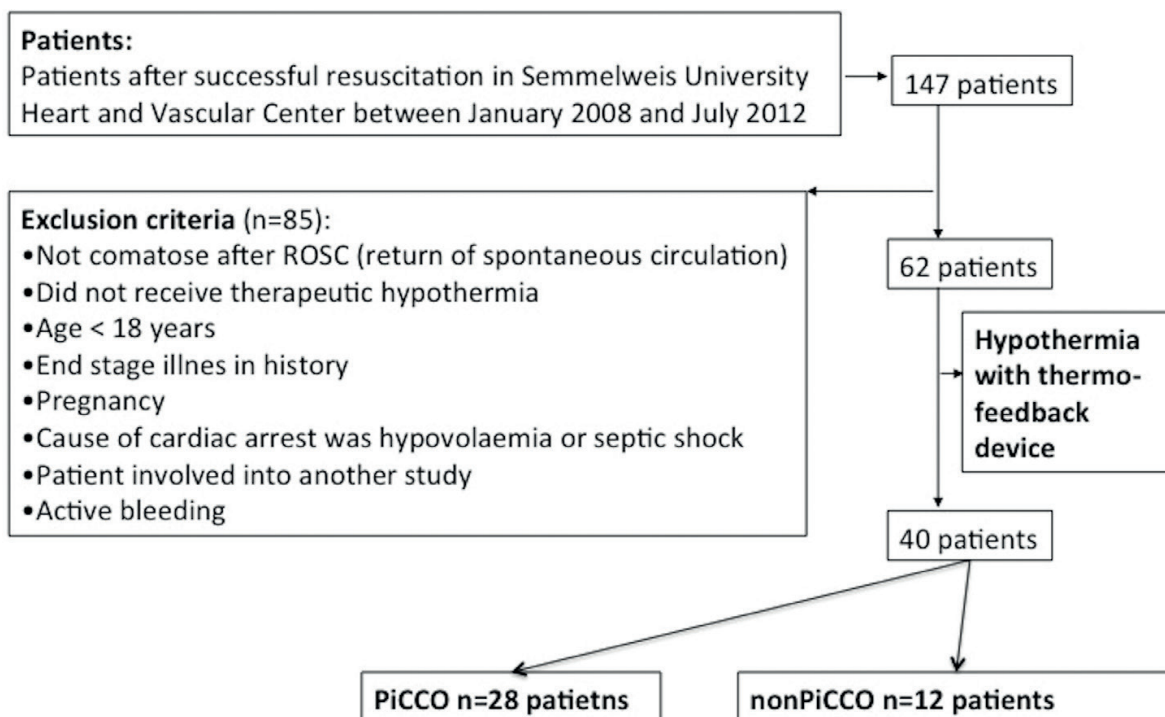 Patients:
Patients after successful resuscitation in Semmelweis University
Heart and Vascular Center between January 2008 and July 2012
147 patients
Exclusion criteria (n=85):
•Not comatose after ROSC (return of spontaneous circulation)
•Did not receive therapeutic hypothermia
•Age < 18 years
•End stage illnes in history
•Pregnancy
•Cause of cardiac arrest was hypovolaemia or septic shock
•Patient involved into another study
•Active bleeding
62 patients
Hypothermia
with thermo-
feedback
device
40 patients
PiCCO n=28 patietns
nonPiCCO n=12 patients